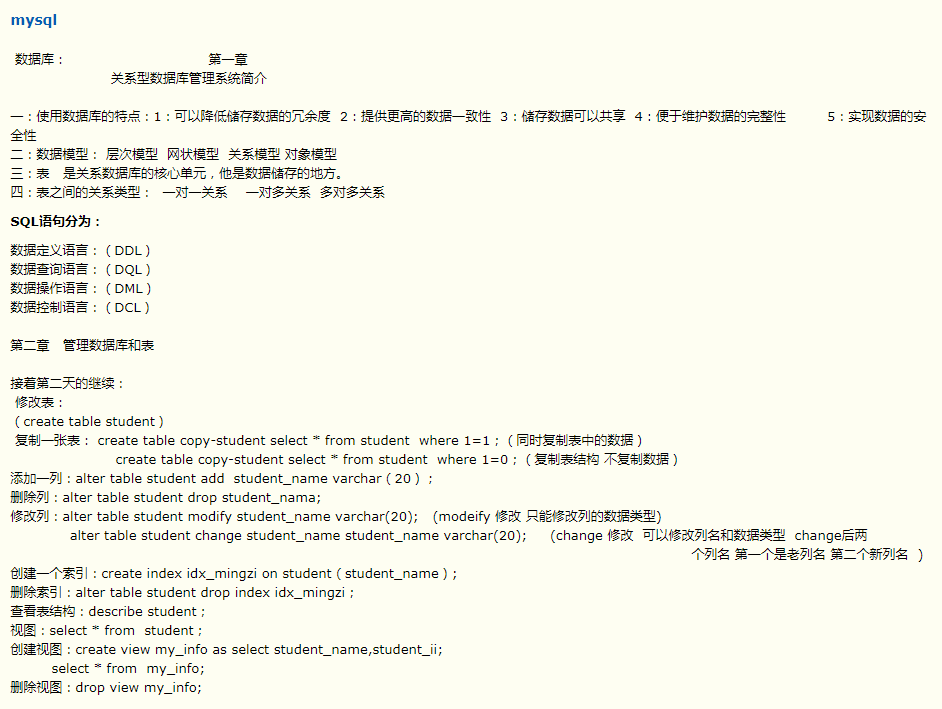 mysql
数据库： 第一章
关系型数据库管理系统简介
一：使用数据库的特点：1：可以降低储存数据的冗余度 2：提供更高的数据一致性 3：储存数据可以共享 4：便于维护数据的完整性 5：实现数据的安
全性
二：数据模型： 层次模型 网状模型 关系模型 对象模型
三：表 是关系数据库的核心单元，他是数据储存的地方。
四：表之间的关系类型： 一对一关系 一对多关系 多对多关系
SQL语句分为：
数据定义语言：（DDL）
数据查询语言：（DQL）
数据操作语言：（DML）
数据控制语言：（DCL）
第二章 管理数据库和表
接着第二天的继续：
修改表：
（create table student）
复制一张表： create table copy-student select * from student where 1=1；（同时复制表中的数据）
create table copy-student select * from student where 1=0；（复制表结构 不复制数据）
添加一列：alter table student add student_name varchar（20）；
删除列：alter table student drop student_nama;
修改列：alter table student modify student_name varchar(20); (modeify 修改 只能修改列的数据类型)
alter table student change student_name student_name varchar(20); (change 修改 可以修改列名和数据类型 change后两
个列名 第一个是老列名 第二个新列名 )
创建一个索引：create index idx_mingzi on student（student_name）;
删除索引：alter table student drop index idx_mingzi；
查看表结构：describe student；
视图：select * from student；
创建视图：create view my_info as select student_name,student_ii;
select * from my_info;
删除视图：drop view my_info;